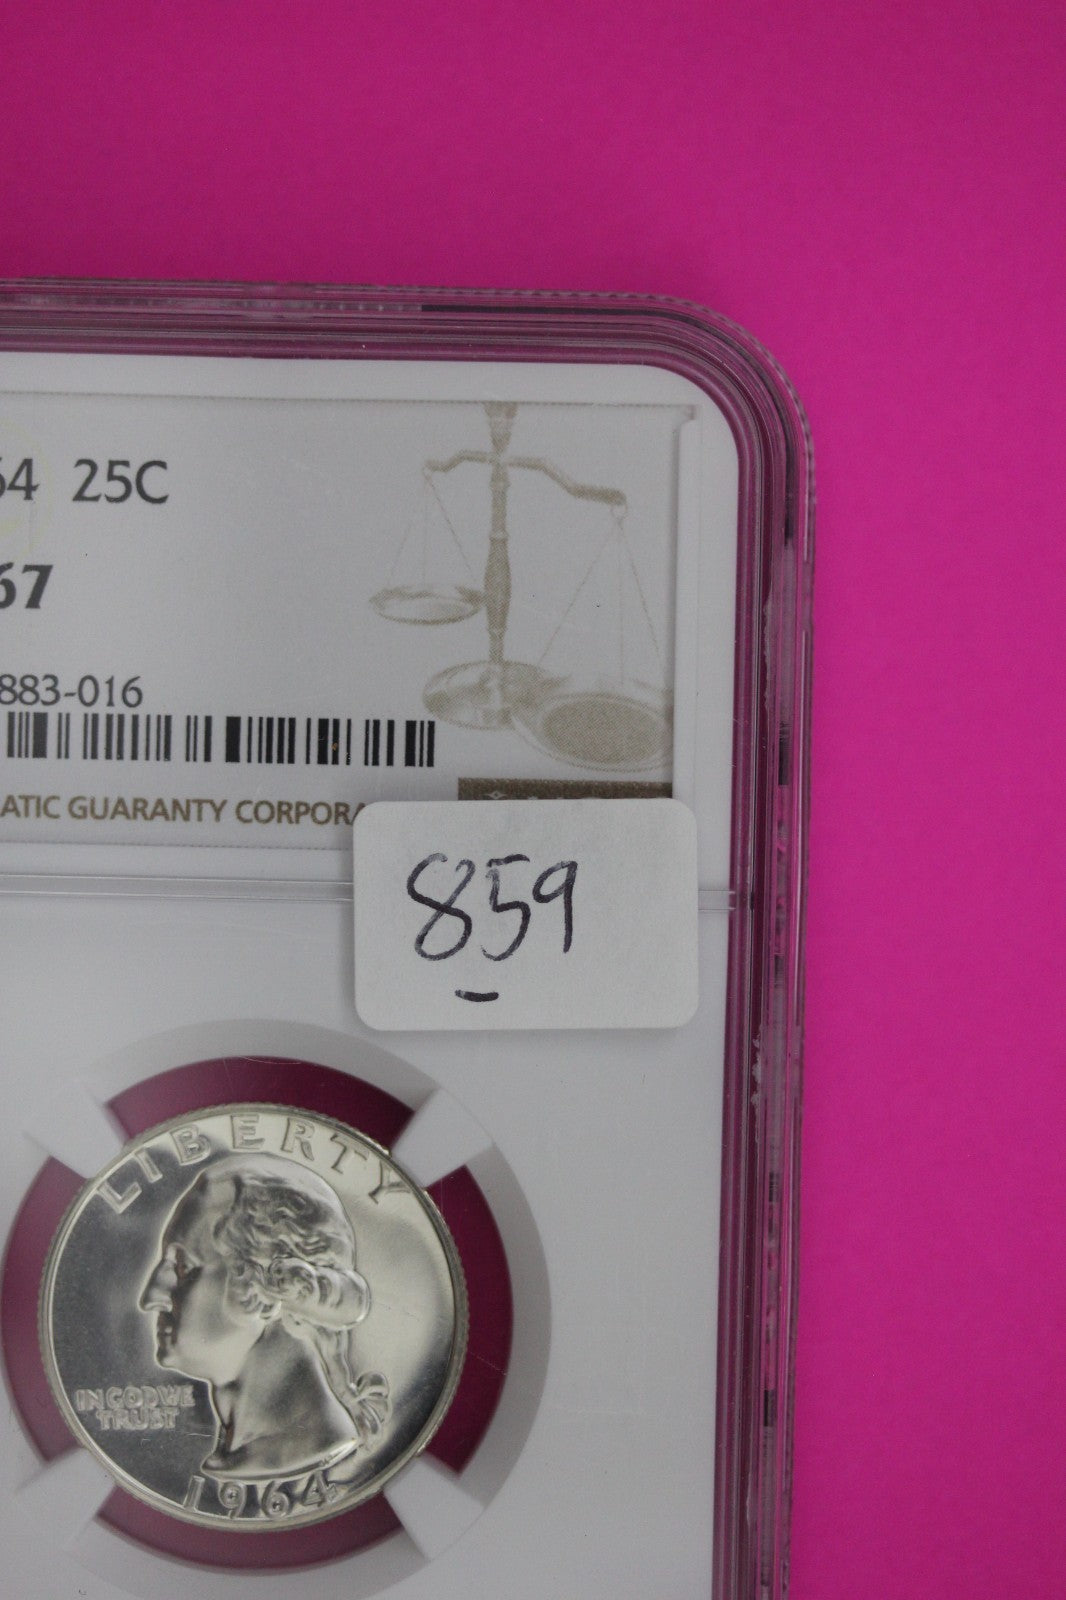 64 25C
67
883-016
ATIC GUARANTY CORPORA
859
LIBERTY
IN GOD WE
TRUST
1964